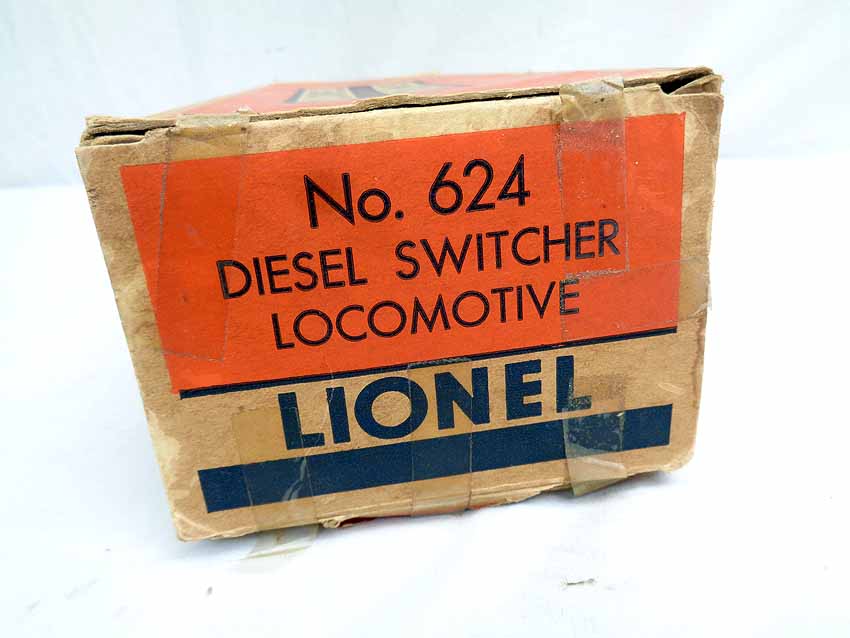 No. 624
DIESEL SWITCHER
LOCOMOTIVE
LIONEL